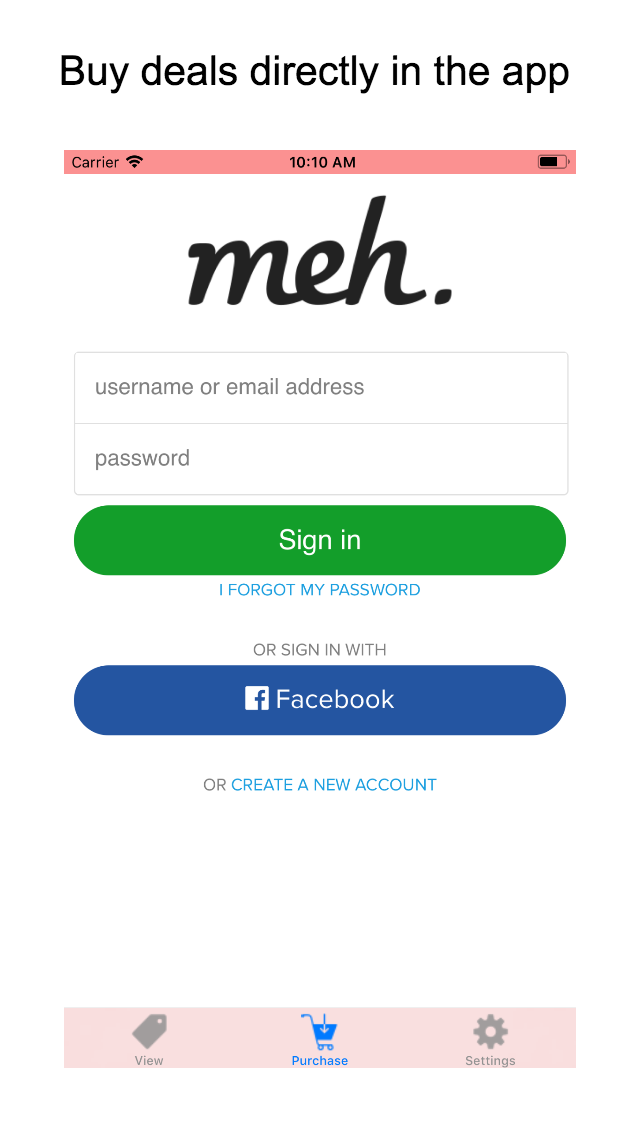 Buy deals directly in the app
Carrier 10:10 AM
meh.
username or email address
password
Sign in
I FORGOT MY PASSWORD
OR SIGN IN WITH
Facebook
OR CREATE A NEW ACCOUNT
View Purchase Settings